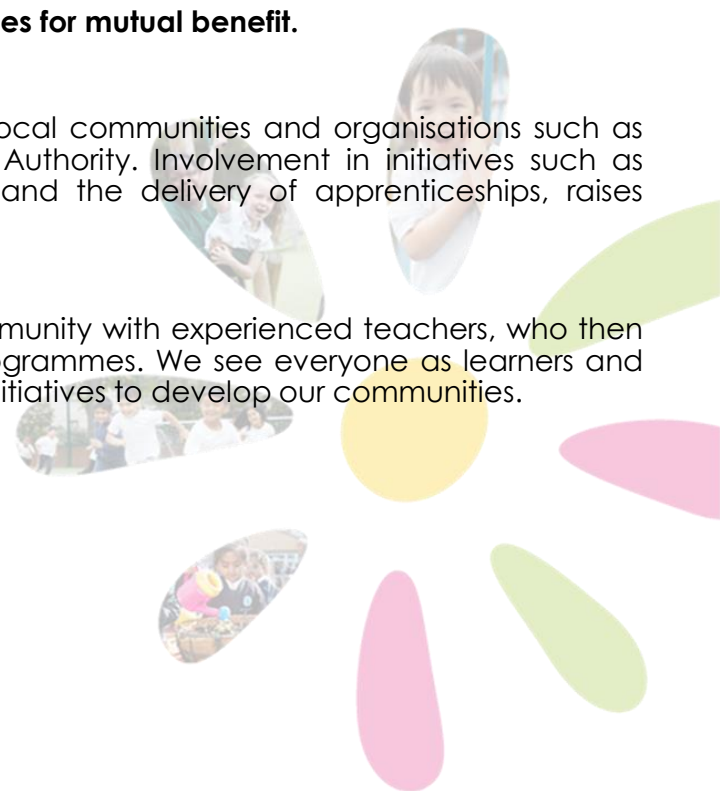 es for mutual benefit.
ocal communities and organisations such as
Authority. Involvement in initiatives such as
and the delivery of apprenticeships, raises
munity with experienced teachers, who then
ogrammes. We see everyone as learners and
itiatives to develop our communities.